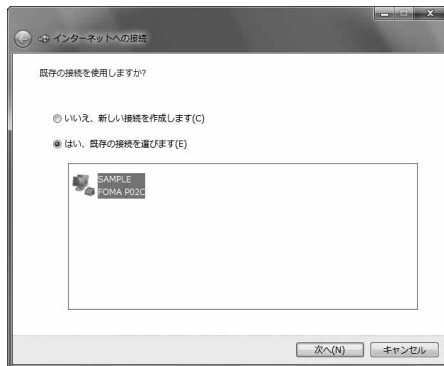 インターネットへの接続
既存の接続を使用しますか?
いいえ、新しい接続を作成します(C)
はい、既存の接続を選びます(E)
SAMPLE
FOMA P02C
次へ(N)
キャンセル